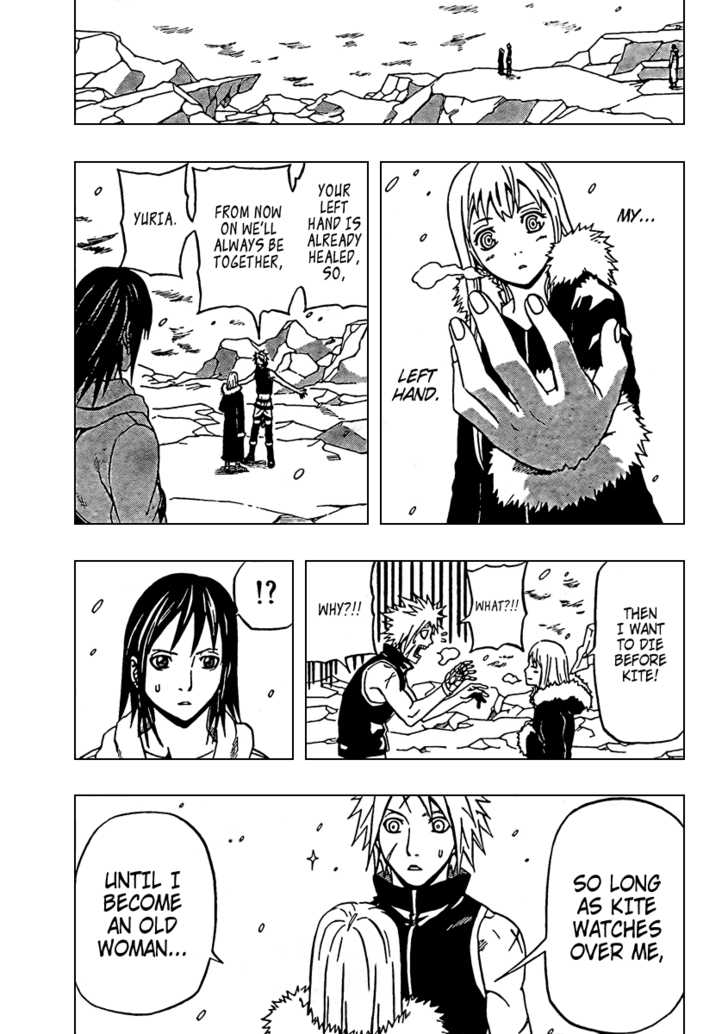 MY...
LEFT
HAND.
YOUR
LEFT
HAND IS
ALREADY
HEALED,
SO,
FROM NOW
ON WE'LL
ALWAYS BE
TOGETHER,
YURIA.
THEN
I WANT
TO DIE
BEFORE
KITE!
WHAT?!!
WHY?!!
!?
SO LONG
AS KITE
WATCHES
OVER ME,
UNTIL I
BECOME
AN OLD
WOMAN...